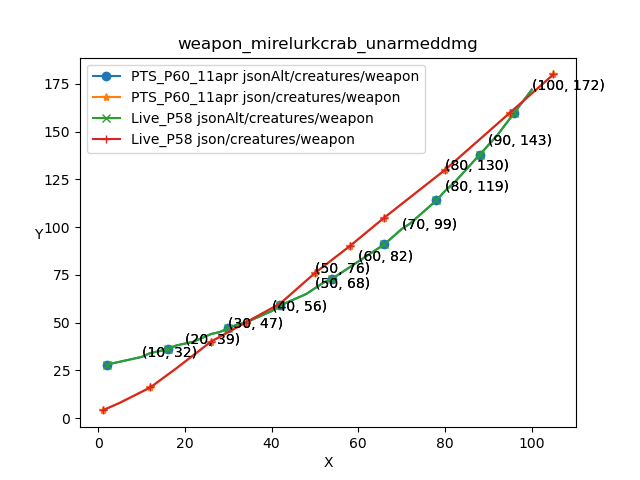 weapon_mirelurkcrab_unarmeddmg
PTS_P60_11apr jsonAlt/creatures/weapon
PTS_P60_11apr json/creatures/weapon
Live_P58 jsonAlt/creatures/weapon
Live_P58 json/creatures/weapon
175
150
125
100
75
50
25
0
Y
(100, 172)
(90, 143)
(80, 130)
(80, 119)
(70, 99)
(60, 82)
(50, 76)
(50, 68)
(40, 56)
(30, 47)
(20, 39)
(10, 32)
0 20 40 60 80 100
X